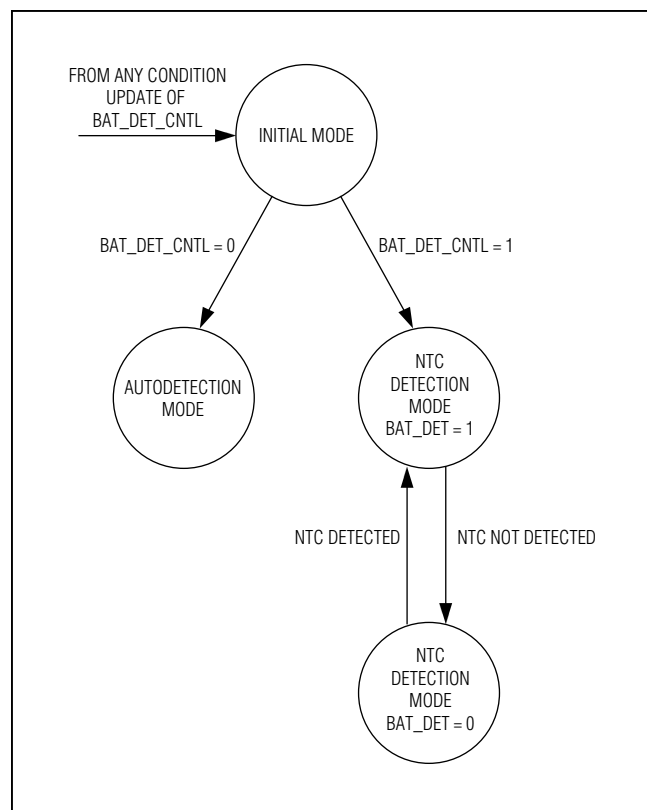 FROM ANY CONDITION
UPDATE OF
BAT_DET_CNTL
INITIAL MODE
BAT_DET_CNTL = 0
BAT_DET_CNTL = 1
AUTODETECTION
MODE
NTC
DETECTION
MODE
BAT_DET = 1
NTC DETECTED
NTC NOT DETECTED
NTC
DETECTION
MODE
BAT_DET = 0